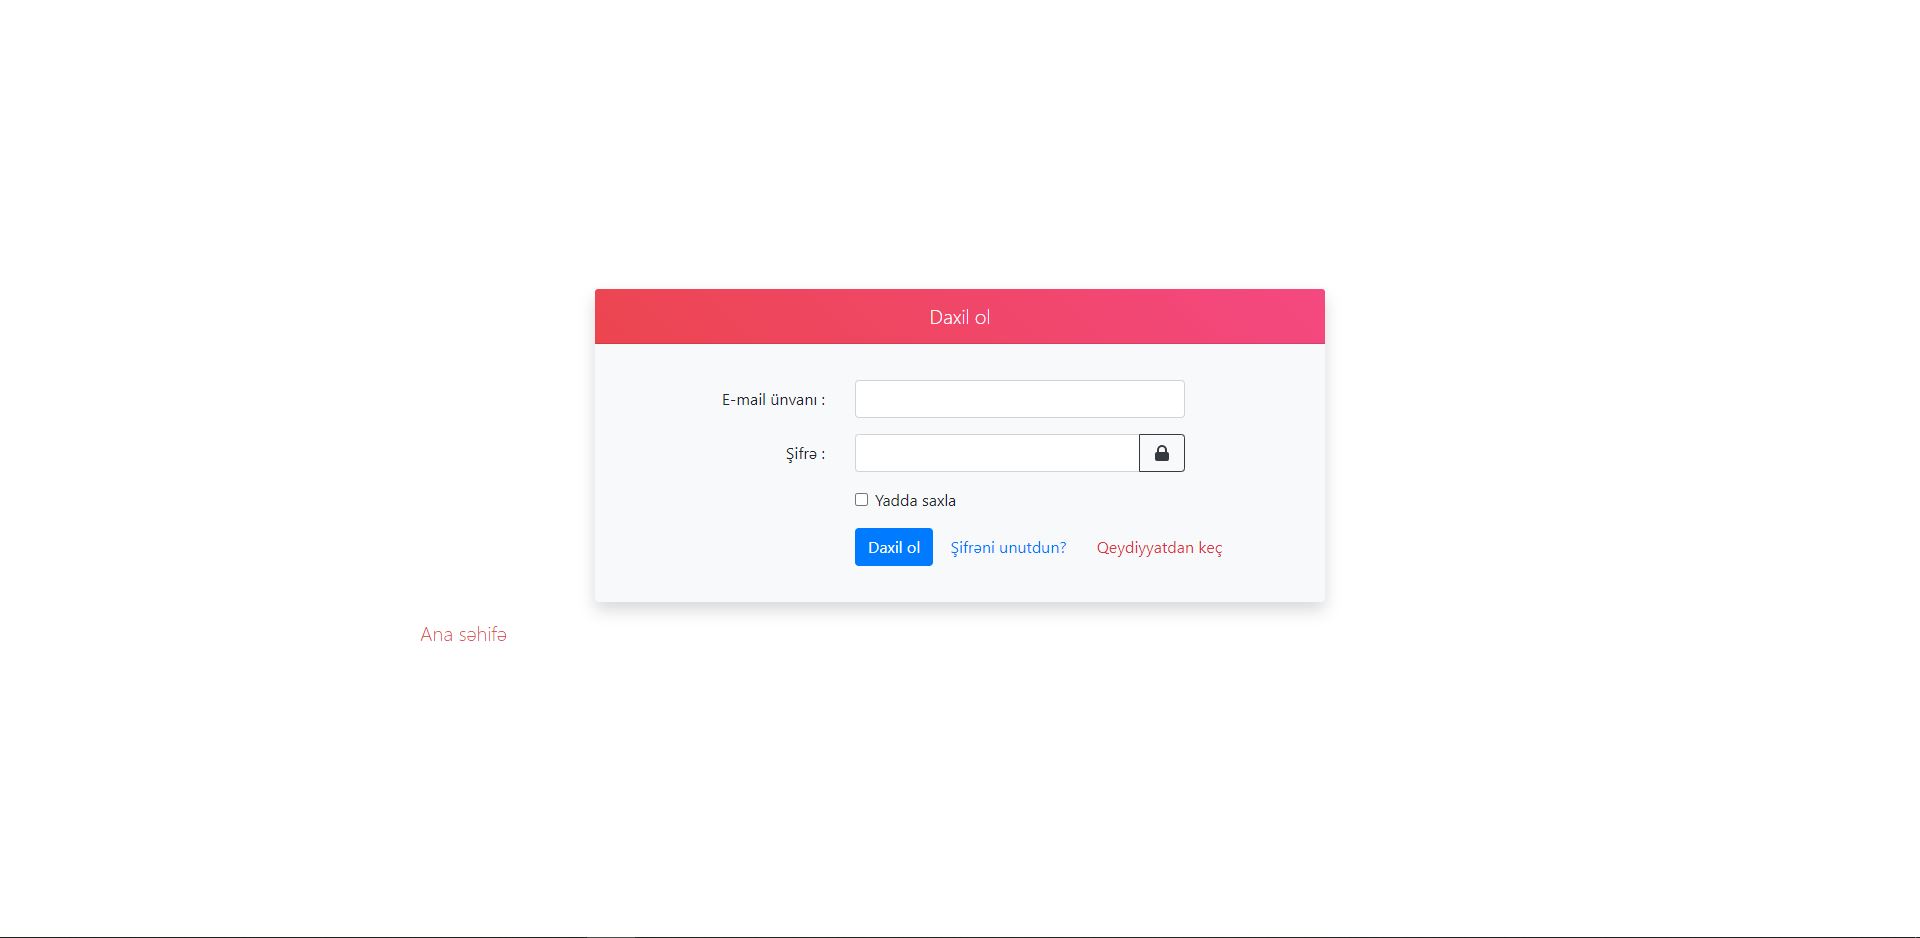 Daxil ol
E-mail ünvanı :
Şifrə :
Yadda saxla
Daxil ol Şifrəni unutdun? Qeydiyyatdan keç
Ana səhifə